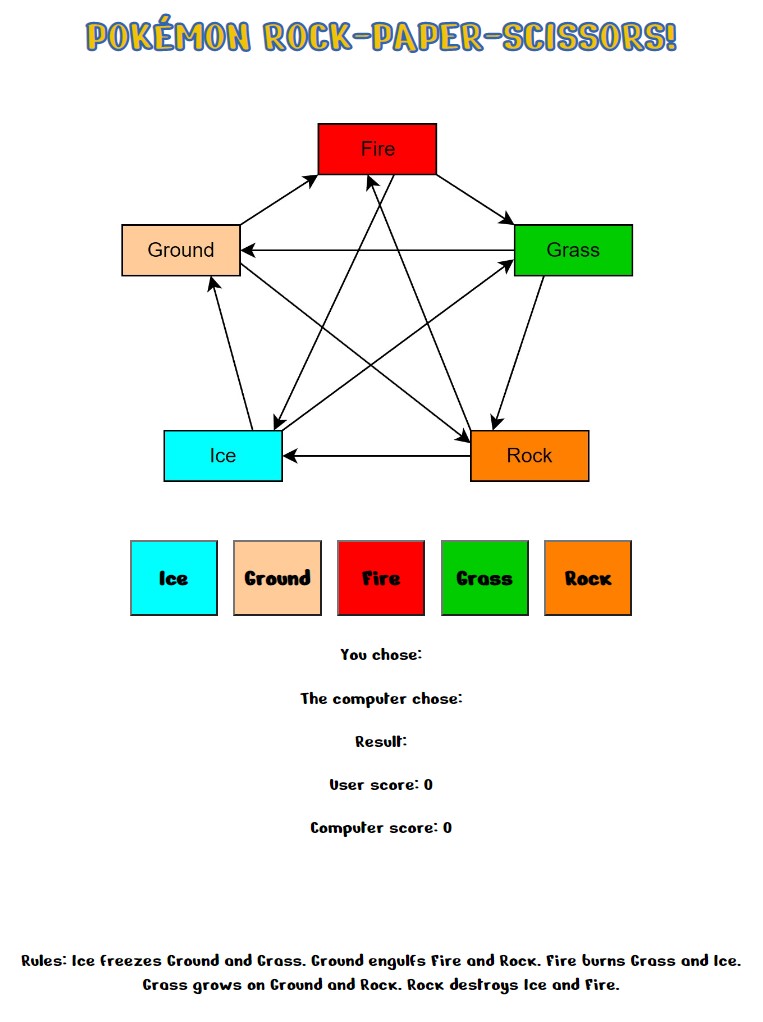 POKÉMON ROCK-PAPER-SCISSORS!
Fire
Ground
Grass
Ice
Rock
Ice
Ground
Fire
Grass
Rock
You chose:
The computer chose:
Result:
User score: 0
Computer score: 0
Rules: Ice freezes Ground and Grass. Ground engulfs Fire and Rock. Fire burns Grass and Ice.
Grass grows on Ground and Rock. Rock destroys Ice and Fire.